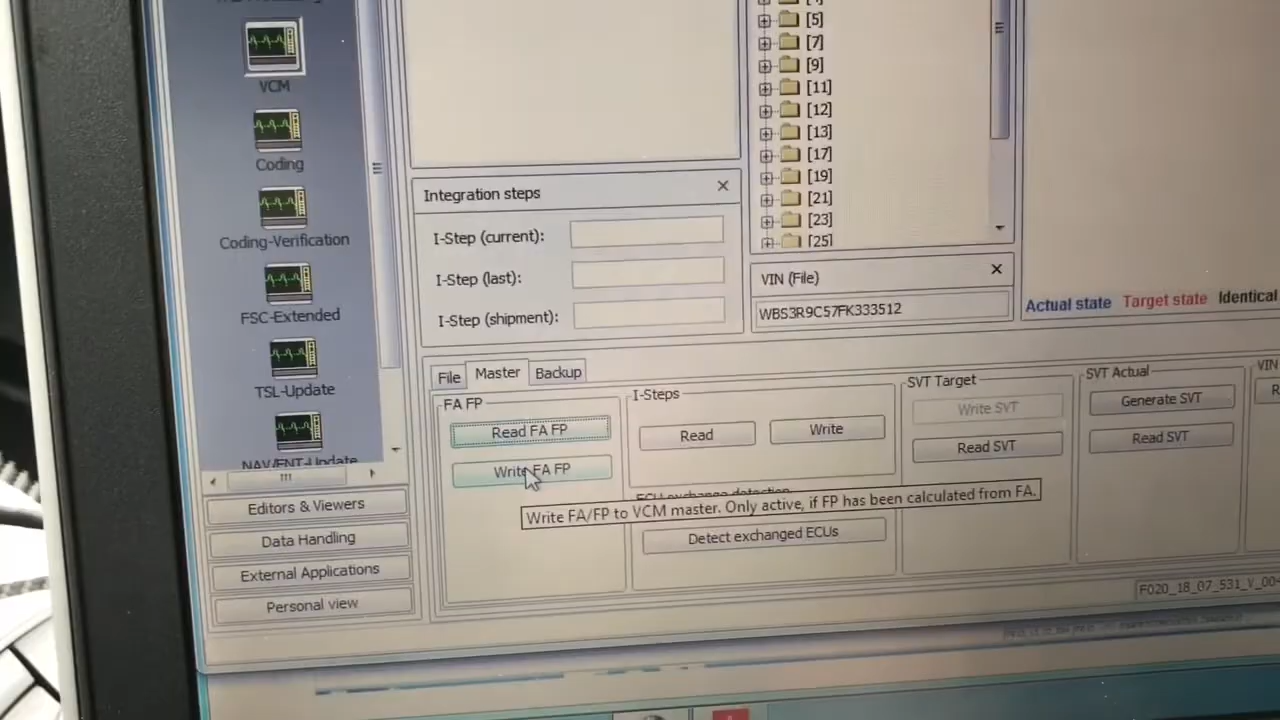 VCM
Coding
Coding-Verification
FSC-Extended
TSL-Update
NAV/ENT-Update
Editors & Viewers
Data Handling
External Applications
Personal view
[5]
[7]
[9]
[11]
[12]
[13]
[17]
[19]
[21]
[23]
[25]
Integration steps
I-Step (current):
I-Step (last):
I-Step (shipment):
VIN (File)
WBS3R9C57FK333512
Actual state Target state Identical
File Master Backup
FA FP
Read FA FP
Write FA FP
I-Steps
Read Write
ECU exchange detection
Detect exchanged ECUs
Write FA/FP to VCM master. Only active, if FP has been calculated from FA.
SVT Target
Write SVT
Read SVT
SVT Actual
Generate SVT
Read SVT
VIN
F020_18_07_531_V_00